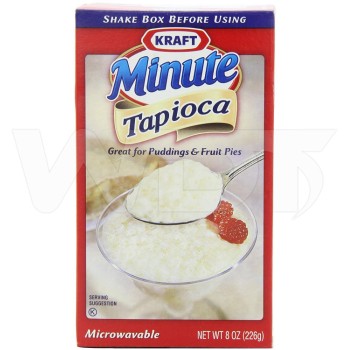 SHAKE BOX BEFORE USING
KRAFT
Minute
Tapioca
Great for Puddings & Fruit Pies
SERVING
SUGGESTION
K
Microwavable
NET WT 8 OZ (226g)